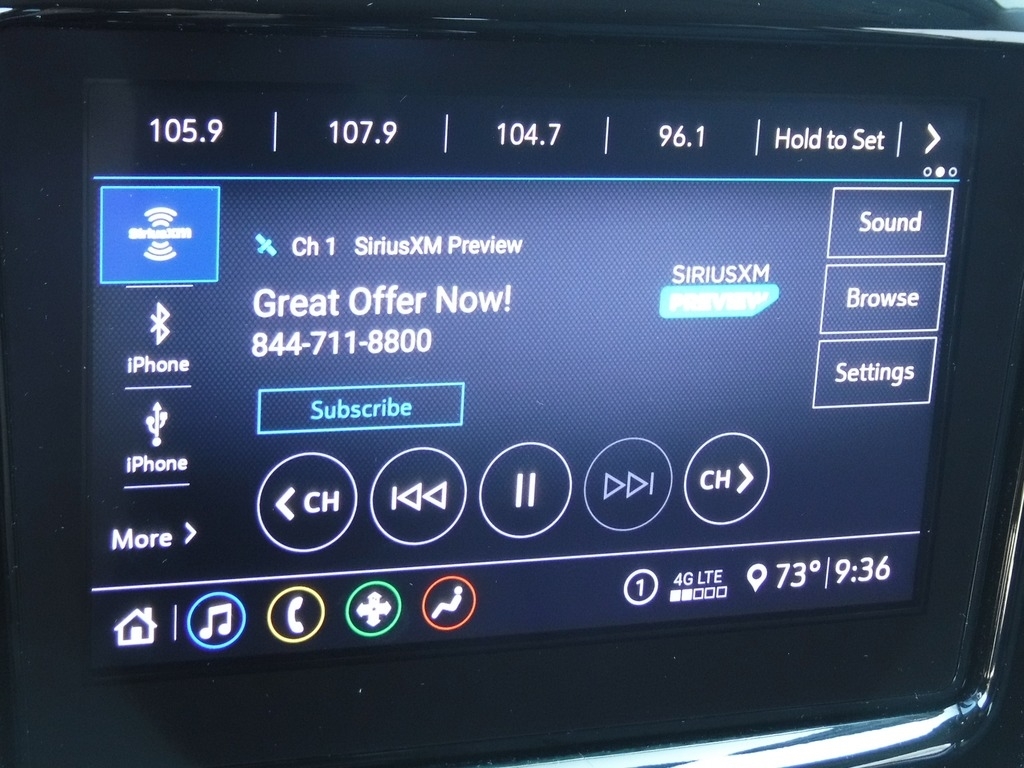 105.9 107.9 104.7 96.1 Hold to Set
SiriusXM
Ch 1 SiriusXM Preview
Great Offer Now!
844-711-8800
SIRIUSXM
PREVIEW
Sound
Browse
Settings
iPhone
iPhone
Subscribe
CH CH
More
1 4G LTE 73° 9:36